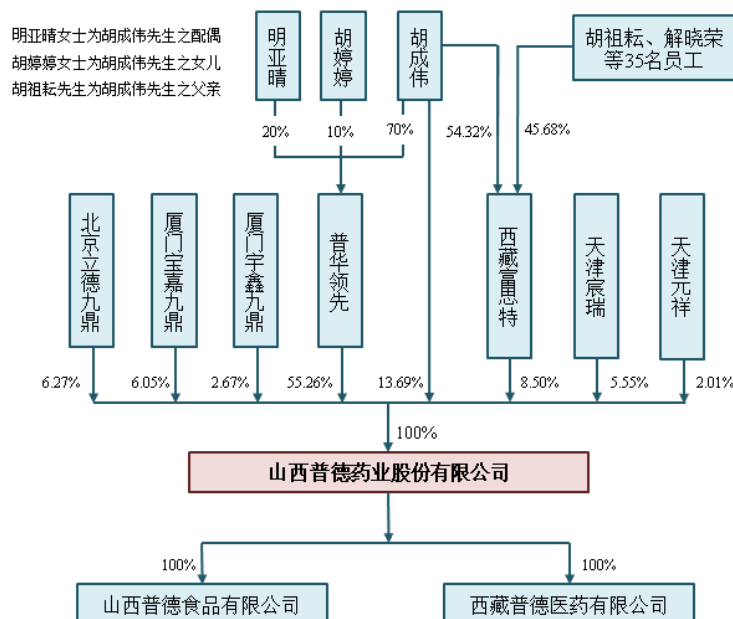 明亚晴女士为胡成伟先生之配偶
胡婷婷女士为胡成伟先生之女儿
胡祖耘先生为胡成伟先生之父亲
明亚晴
胡婷婷
胡成伟
胡祖耘、解晓荣
等35名员工
20%
10%
70%
54.32%
45.68%
北京立德九鼎
厦门宝嘉九鼎
厦门宇鑫九鼎
普华领先
西藏富思特
天津宸瑞
天津元祥
6.27%
6.05%
2.67%
55.26%
13.69%
8.50%
5.55%
2.01%
100%
山西普德药业股份有限公司
100%
100%
山西普德食品有限公司
西藏普德医药有限公司